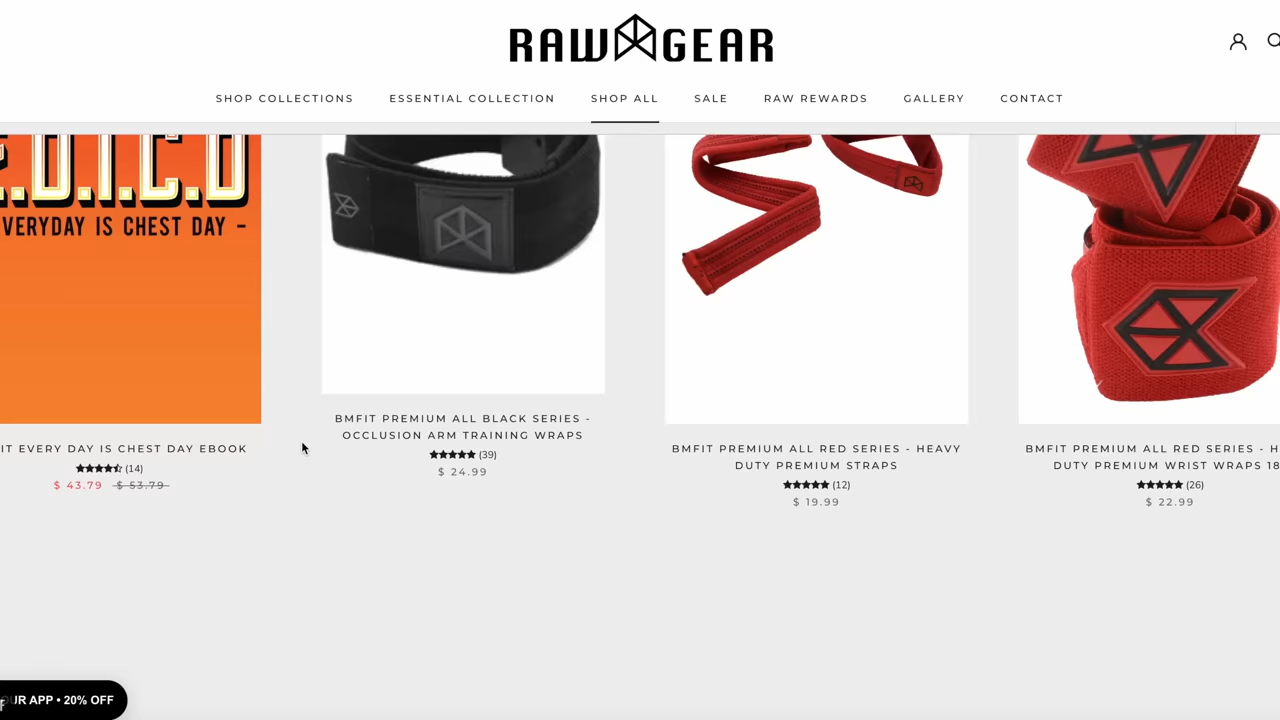 RAW GEAR
SHOP COLLECTIONS
ESSENTIAL COLLECTION
SHOP ALL
SALE
RAW REWARDS
GALLERY
CONTACT
E.D.I.C.D
VERYDAY IS CHEST DAY -
IT EVERY DAY IS CHEST DAY EBOOK
(14)
$ 43.79 $ 53.79
BMFIT PREMIUM ALL BLACK SERIES -
OCCLUSION ARM TRAINING WRAPS
(39)
$ 24.99
BMFIT PREMIUM ALL RED SERIES - HEAVY
DUTY PREMIUM STRAPS
(12)
$ 19.99
BMFIT PREMIUM ALL RED SERIES - H
DUTY PREMIUM WRIST WRAPS 18
(26)
$ 22.99
UR APP • 20% OFF